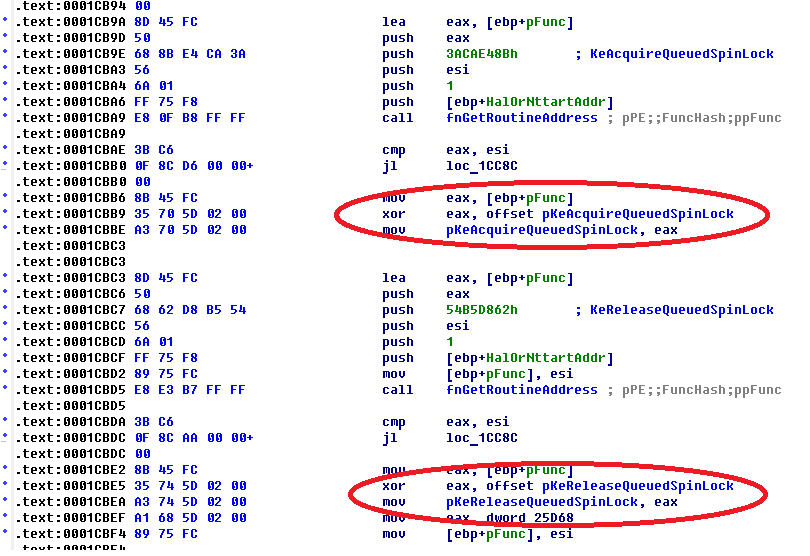 .text:0001CB94 00
.text:0001CB9A 8D 45 FC lea eax, [ebp+pFunc]
.text:0001CB9D 50 push eax
.text:0001CB9E 68 8B E4 CA 3A push 3ACAE48Bh ; KeAcquireQueuedSpinLock
.text:0001CBA3 56 push esi
.text:0001CBA4 6A 01 push 1
.text:0001CBA6 FF 75 F8 push [ebp+HalOrNttartAddr]
.text:0001CBA9 E8 0F B8 FF FF call fnGetRoutineAddress ; pPE;;FuncHash;ppFunc
.text:0001CBA9
.text:0001CBAE 3B C6 cmp eax, esi
.text:0001CBB0 0F 8C D6 00 00+ jl loc_1CC8C
.text:0001CBB0 00
.text:0001CBB6 8B 45 FC mov eax, [ebp+pFunc]
.text:0001CBB9 35 70 5D 02 00 xor eax, offset pKeAcquireQueuedSpinLock
.text:0001CBBE A3 70 5D 02 00 mov pKeAcquireQueuedSpinLock, eax
.text:0001CBC3
.text:0001CBC3
.text:0001CBC3 8D 45 FC lea eax, [ebp+pFunc]
.text:0001CBC6 50 push eax
.text:0001CBC7 68 62 D8 B5 54 push 54B5D862h ; KeReleaseQueuedSpinLock
.text:0001CBCC 56 push esi
.text:0001CBCD 6A 01 push 1
.text:0001CBCF FF 75 F8 push [ebp+HalOrNttartAddr]
.text:0001CBD2 89 75 FC mov [ebp+pFunc], esi
.text:0001CBD5 E8 E3 B7 FF FF call fnGetRoutineAddress ; pPE;;FuncHash;ppFunc
.text:0001CBD5
.text:0001CBDA 3B C6 cmp eax, esi
.text:0001CBDC 0F 8C AA 00 00+ jl loc_1CC8C
.text:0001CBDC 00
.text:0001CBE2 8B 45 FC mov eax, [ebp+pFunc]
.text:0001CBE5 35 74 5D 02 00 xor eax, offset pKeReleaseQueuedSpinLock
.text:0001CBEA A3 74 5D 02 00 mov pKeReleaseQueuedSpinLock, eax
.text:0001CBEF A1 68 5D 02 00 mov eax, dword_25D68
.text:0001CBF4 89 75 FC mov [ebp+pFunc], esi
.text:0001CBF4